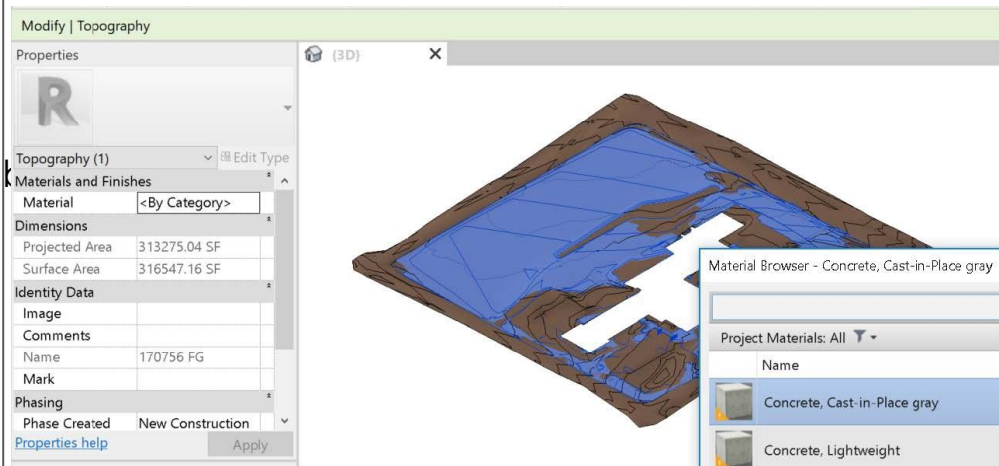 Modify | Topography
Properties
{3D}
R
Topography (1)
Edit Type
Materials and Finishes
Material <By Category>
Dimensions
Projected Area 313275.04 SF
Surface Area 316547.16 SF
Identity Data
Image
Comments
Name 170756 FG
Mark
Phasing
Phase Created New Construction
Properties help
Apply
Material Browser - Concrete, Cast-in-Place gray
Project Materials: All
Name
Concrete, Cast-in-Place gray
Concrete, Lightweight